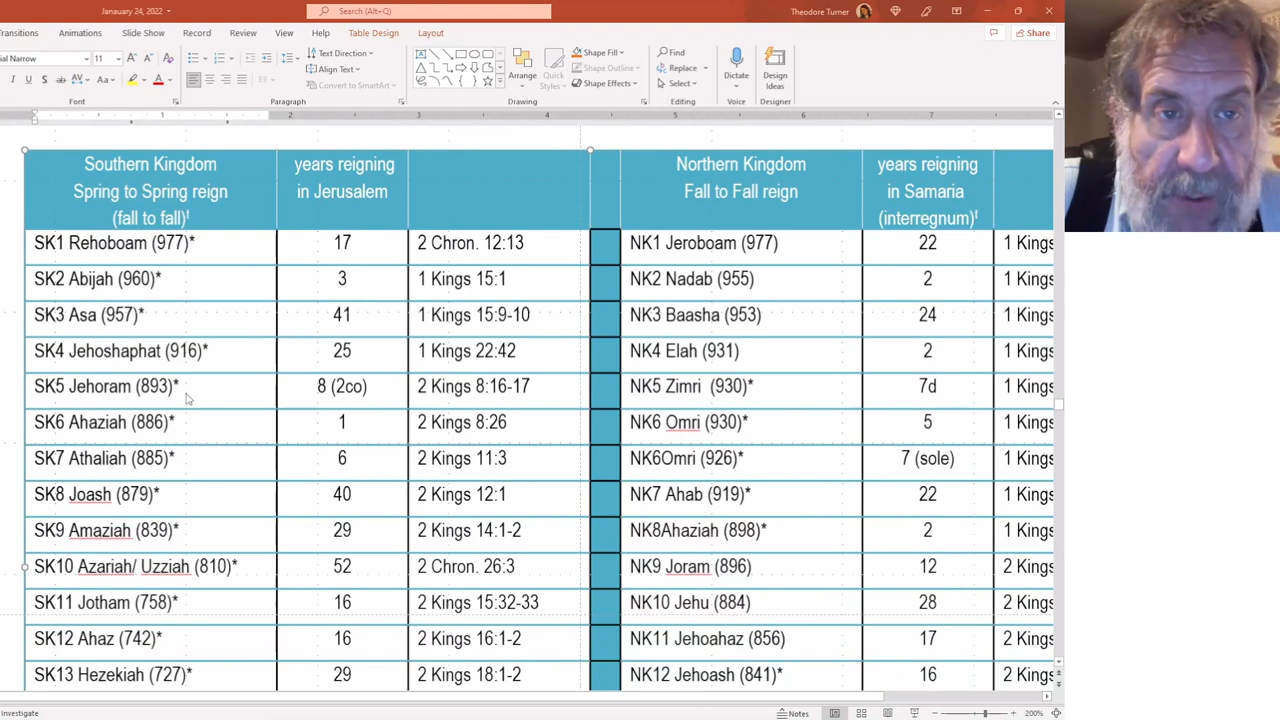 Janauary 24, 2022
Search (Alt+Q)
Theodore Turner
Transitions Animations Slide Show Record Review View Help Table Design Layout
Share
ial Narrow 11
Text Direction
Align Text
Convert to SmartArt
Arrange
Quick Styles
Shape Fill
Shape Outline
Shape Effects
Find
Replace
Select
Dictate
Design Ideas
Font Paragraph Drawing Editing Voice Designer
1 2 3 4 5 6 7
Southern Kingdom
Spring to Spring reign
(fall to fall)ᵗ
years reigning
in Jerusalem
Northern Kingdom
Fall to Fall reign
years reigning
in Samaria
(interregnum)ᵗ
SK1 Rehoboam (977)* 17 2 Chron. 12:13 NK1 Jeroboam (977) 22 1 Kings
SK2 Abijah (960)* 3 1 Kings 15:1 NK2 Nadab (955) 2 1 Kings
SK3 Asa (957)* 41 1 Kings 15:9-10 NK3 Baasha (953) 24 1 Kings
SK4 Jehoshaphat (916)* 25 1 Kings 22:42 NK4 Elah (931) 2 1 Kings
SK5 Jehoram (893)* 8 (2co) 2 Kings 8:16-17 NK5 Zimri (930)* 7d 1 Kings
SK6 Ahaziah (886)* 1 2 Kings 8:26 NK6 Omri (930)* 5 1 Kings
SK7 Athaliah (885)* 6 2 Kings 11:3 NK6Omri (926)* 7 (sole) 1 Kings
SK8 Joash (879)* 40 2 Kings 12:1 NK7 Ahab (919)* 22 1 Kings
SK9 Amaziah (839)* 29 2 Kings 14:1-2 NK8Ahaziah (898)* 2 1 Kings
SK10 Azariah/ Uzziah (810)* 52 2 Chron. 26:3 NK9 Joram (896) 12 2 Kings
SK11 Jotham (758)* 16 2 Kings 15:32-33 NK10 Jehu (884) 28 2 Kings
SK12 Ahaz (742)* 16 2 Kings 16:1-2 NK11 Jehoahaz (856) 17 2 Kings
SK13 Hezekiah (727)* 29 2 Kings 18:1-2 NK12 Jehoash (841)* 16 2 Kings
Investigate
Notes
200%